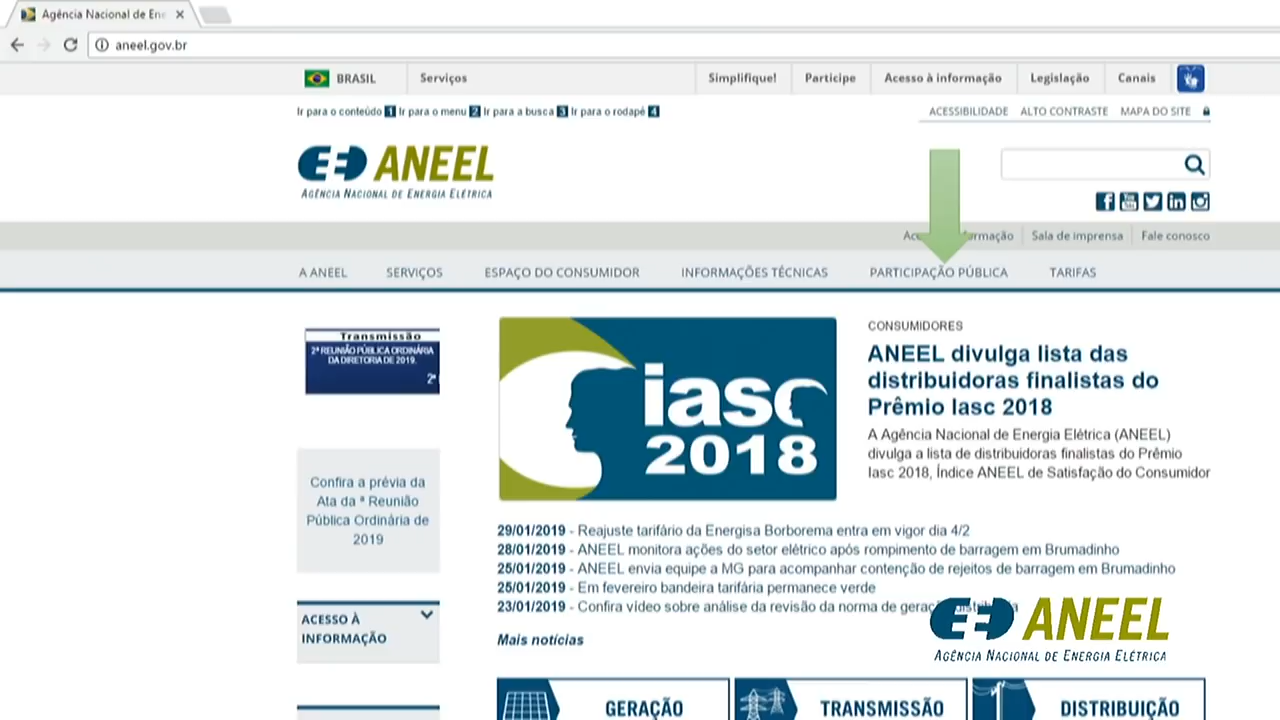 Agência Nacional de En
aneel.gov.br
BRASIL Serviços Simplifique! Participe Acesso à informação Legislação Canais
Ir para o conteúdo 1 Ir para o menu 2 Ir para a busca 3 Ir para o rodapé 4
ACESSIBILIDADE ALTO CONTRASTE MAPA DO SITE
ANEEL
AGÊNCIA NACIONAL DE ENERGIA ELÉTRICA
Sala de imprensa Fale conosco
A ANEEL SERVIÇOS ESPAÇO DO CONSUMIDOR INFORMAÇÕES TÉCNICAS PARTICIPAÇÃO PÚBLICA TARIFAS
Transmissão
2ª REUNIÃO PÚBLICA ORDINÁRIA
DA DIRETORIA DE 2019.
2ª
Confira a prévia da
Ata da ª Reunião
Pública Ordinária de
2019
ACESSO À
INFORMAÇÃO
iasc
2018
CONSUMIDORES
ANEEL divulga lista das
distribuidoras finalistas do
Prêmio Iasc 2018
A Agência Nacional de Energia Elétrica (ANEEL)
divulga a lista de distribuidoras finalistas do Prêmio
Iasc 2018, Índice ANEEL de Satisfação do Consumidor
29/01/2019 - Reajuste tarifário da Energisa Borborema entra em vigor dia 4/2
28/01/2019 - ANEEL monitora ações do setor elétrico após rompimento de barragem em Brumadinho
25/01/2019 - ANEEL envia equipe a MG para acompanhar contenção de rejeitos de barragem em Brumadinho
25/01/2019 - Em fevereiro bandeira tarifária permanece verde
23/01/2019 - Confira vídeo sobre análise da revisão da norma de
Mais notícias
ANEEL
AGÊNCIA NACIONAL DE ENERGIA ELÉTRICA
GERAÇÃO TRANSMISSÃO DISTRIBUIÇÃO